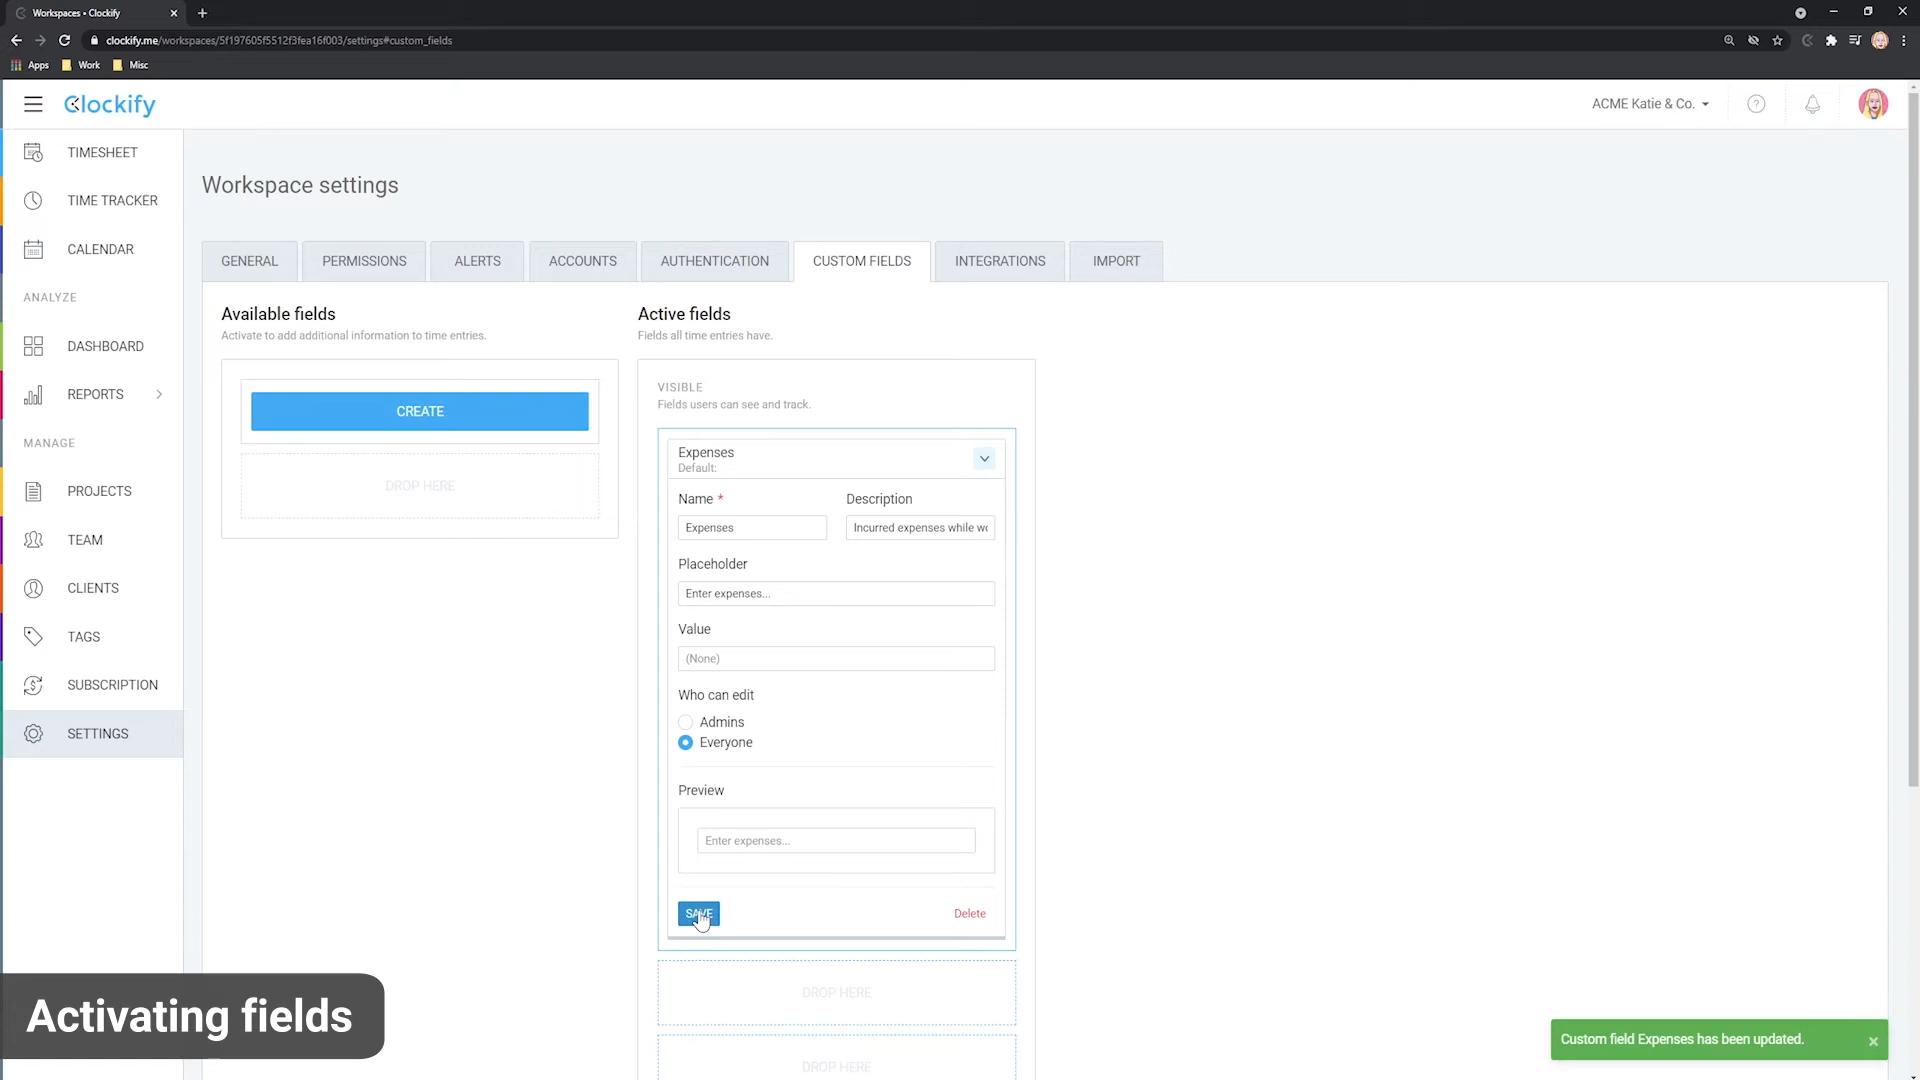 Workspaces • Clockify
clockify.me/workspaces/5f197605f5512f3fea16f003/settings#custom_fields
Apps
Work
Misc
Clockify
ACME Katie & Co.
TIMESHEET
TIME TRACKER
CALENDAR
ANALYZE
DASHBOARD
REPORTS
MANAGE
PROJECTS
TEAM
CLIENTS
TAGS
SUBSCRIPTION
SETTINGS
Workspace settings
GENERAL
PERMISSIONS
ALERTS
ACCOUNTS
AUTHENTICATION
CUSTOM FIELDS
INTEGRATIONS
IMPORT
Available fields
Activate to add additional information to time entries.
CREATE
DROP HERE
Active fields
Fields all time entries have.
VISIBLE
Fields users can see and track.
Expenses
Default:
Name *
Description
Expenses
Incurred expenses while wo
Placeholder
Enter expenses...
Value
(None)
Who can edit
Admins
Everyone
Preview
Enter expenses...
SAVE
Delete
DROP HERE
DROP HERE
Activating fields
Custom field Expenses has been updated.